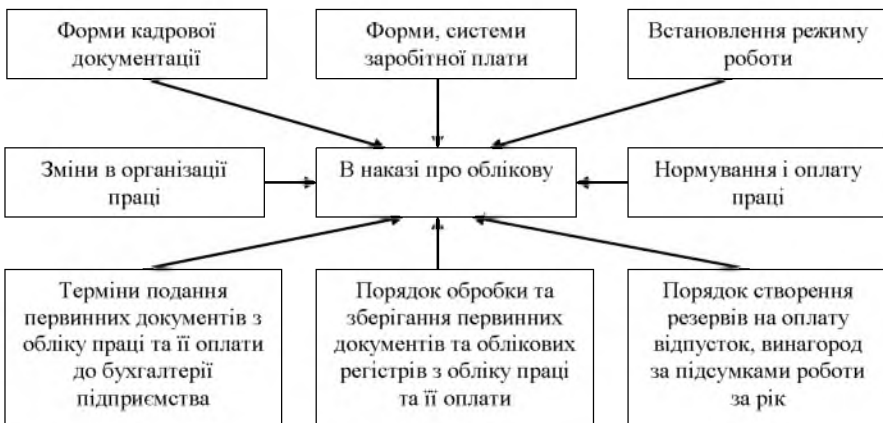 Форми кадрової
документації
Форми, системи
заробітної плати
Встановлення режиму
роботи
Зміни в організації
праці
В наказі про облікову
Нормування і оплату
праці
Терміни подання
первинних документів з
обліку праці та її оплати
до бухгалтерії
підприємства
Порядок обробки та
зберігання первинних
документів та облікових
регістрів з обліку праці
та її оплати
Порядок створення
резервів на оплату
відпусток, винагород
за підсумками роботи
за рік